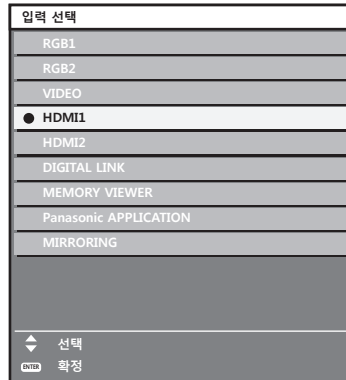 입력 선택
RGB1
RGB2
VIDEO
HDMI1
HDMI2
DIGITAL LINK
MEMORY VIEWER
Panasonic APPLICATION
MIRRORING
선택
ENTER 확정